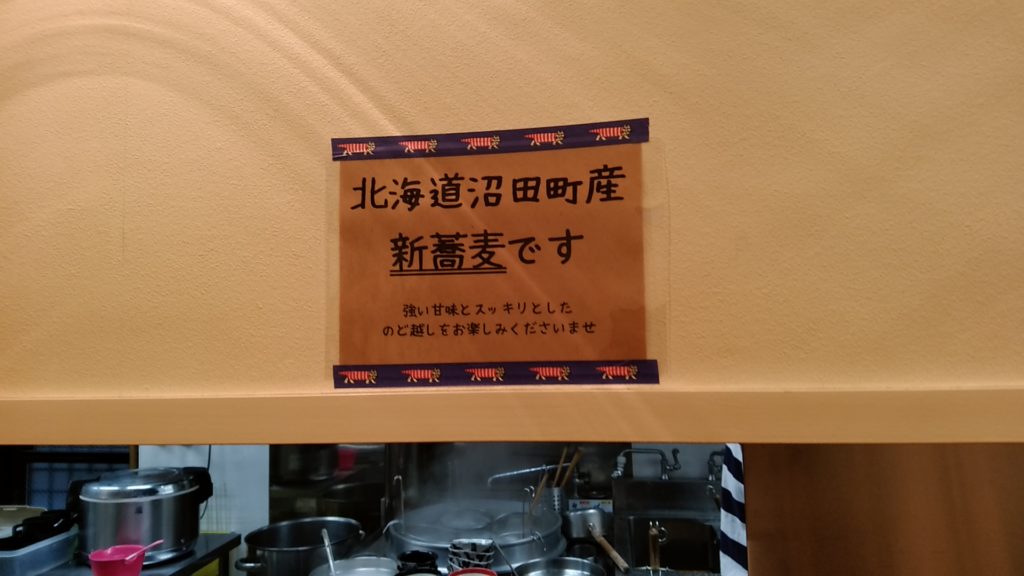 北海道沼田町産
新蕎麦です
強い甘味とスッキリとした
のど越しをお楽しみくださいませ